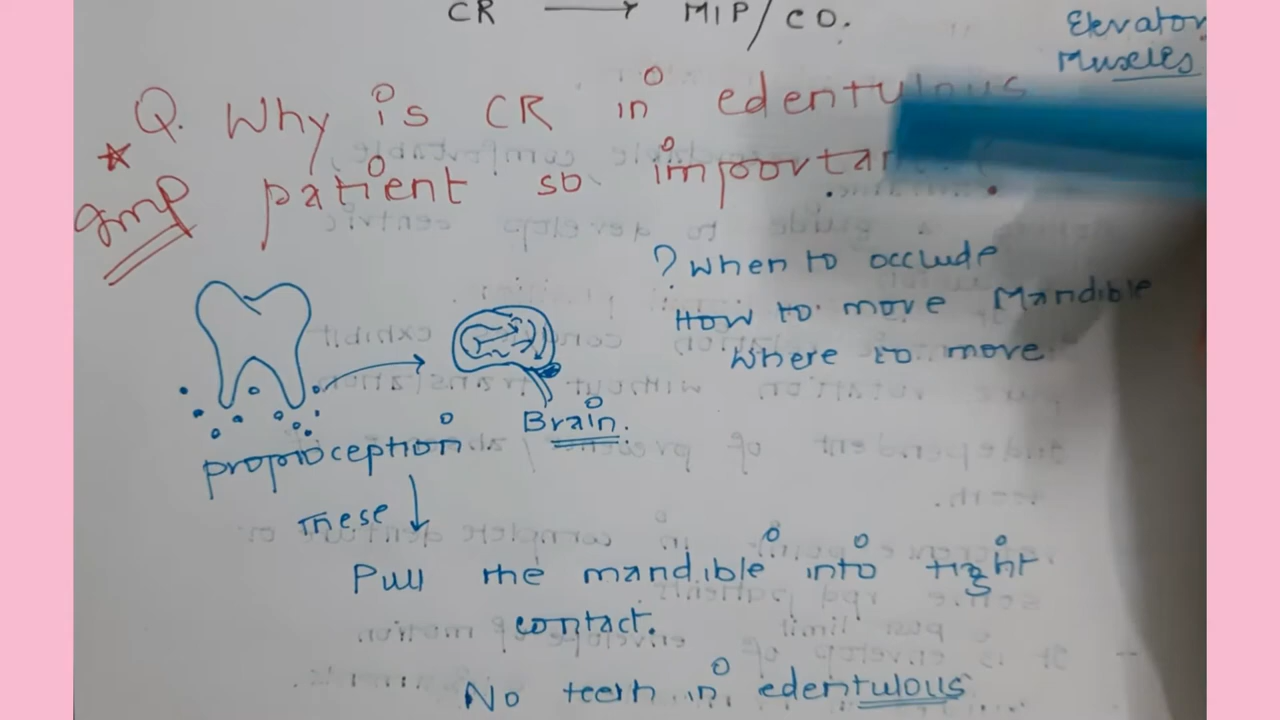 CR → MIP/CO.
Elevator
Muscles
Q. Why is CR in edentulous
Imp patient so important
? When to occlude
How to move Mandible
Where to move
Brain.
proprioception
These ↓
Pull the mandible into tight
contact.
No teeth in edentulous